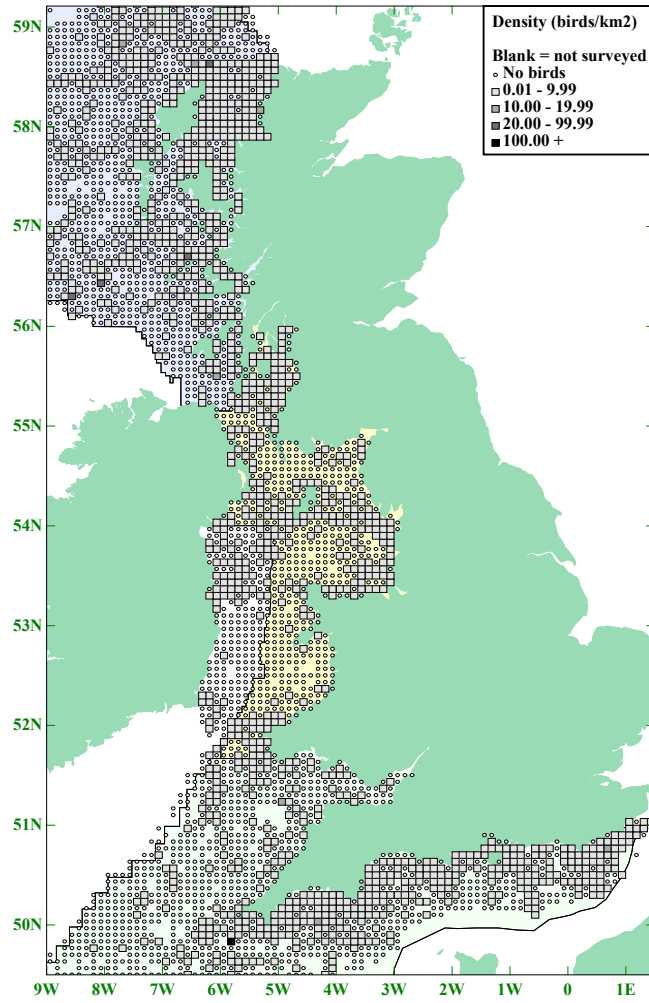 Density (birds/km2)
Blank = not surveyed
No birds
0.01 - 9.99
10.00 - 19.99
20.00 - 99.99
100.00 +
59N
58N
57N
56N
55N
54N
53N
52N
51N
50N
9W 8W 7W 6W 5W 4W 3W 2W 1W 0 1E